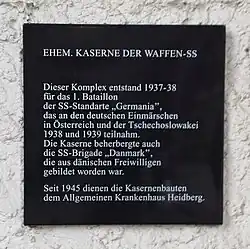 EHEM. KASERNE DER WAFFEN-SS
Dieser Komplex entstand 1937-38
für das 1. Bataillon
der SS-Standarte „Germania",
das an den deutschen Einmärschen
in Österreich und der Tschechoslowakei
1938 und 1939 teilnahm.
Die Kaserne beherbergte auch
die SS-Brigade „Danmark",
die aus dänischen Freiwilligen
gebildet worden war.
Seit 1945 dienen die Kasernenbauten
dem Allgemeinen Krankenhaus Heidberg.